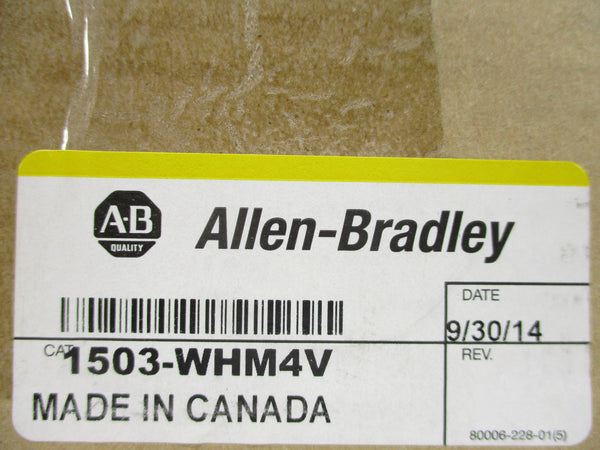 A-B
QUALITY
Allen-Bradley
DATE
9/30/14
CAT
1503-WHM4V
REV.
MADE IN CANADA
80006-228-01(5)